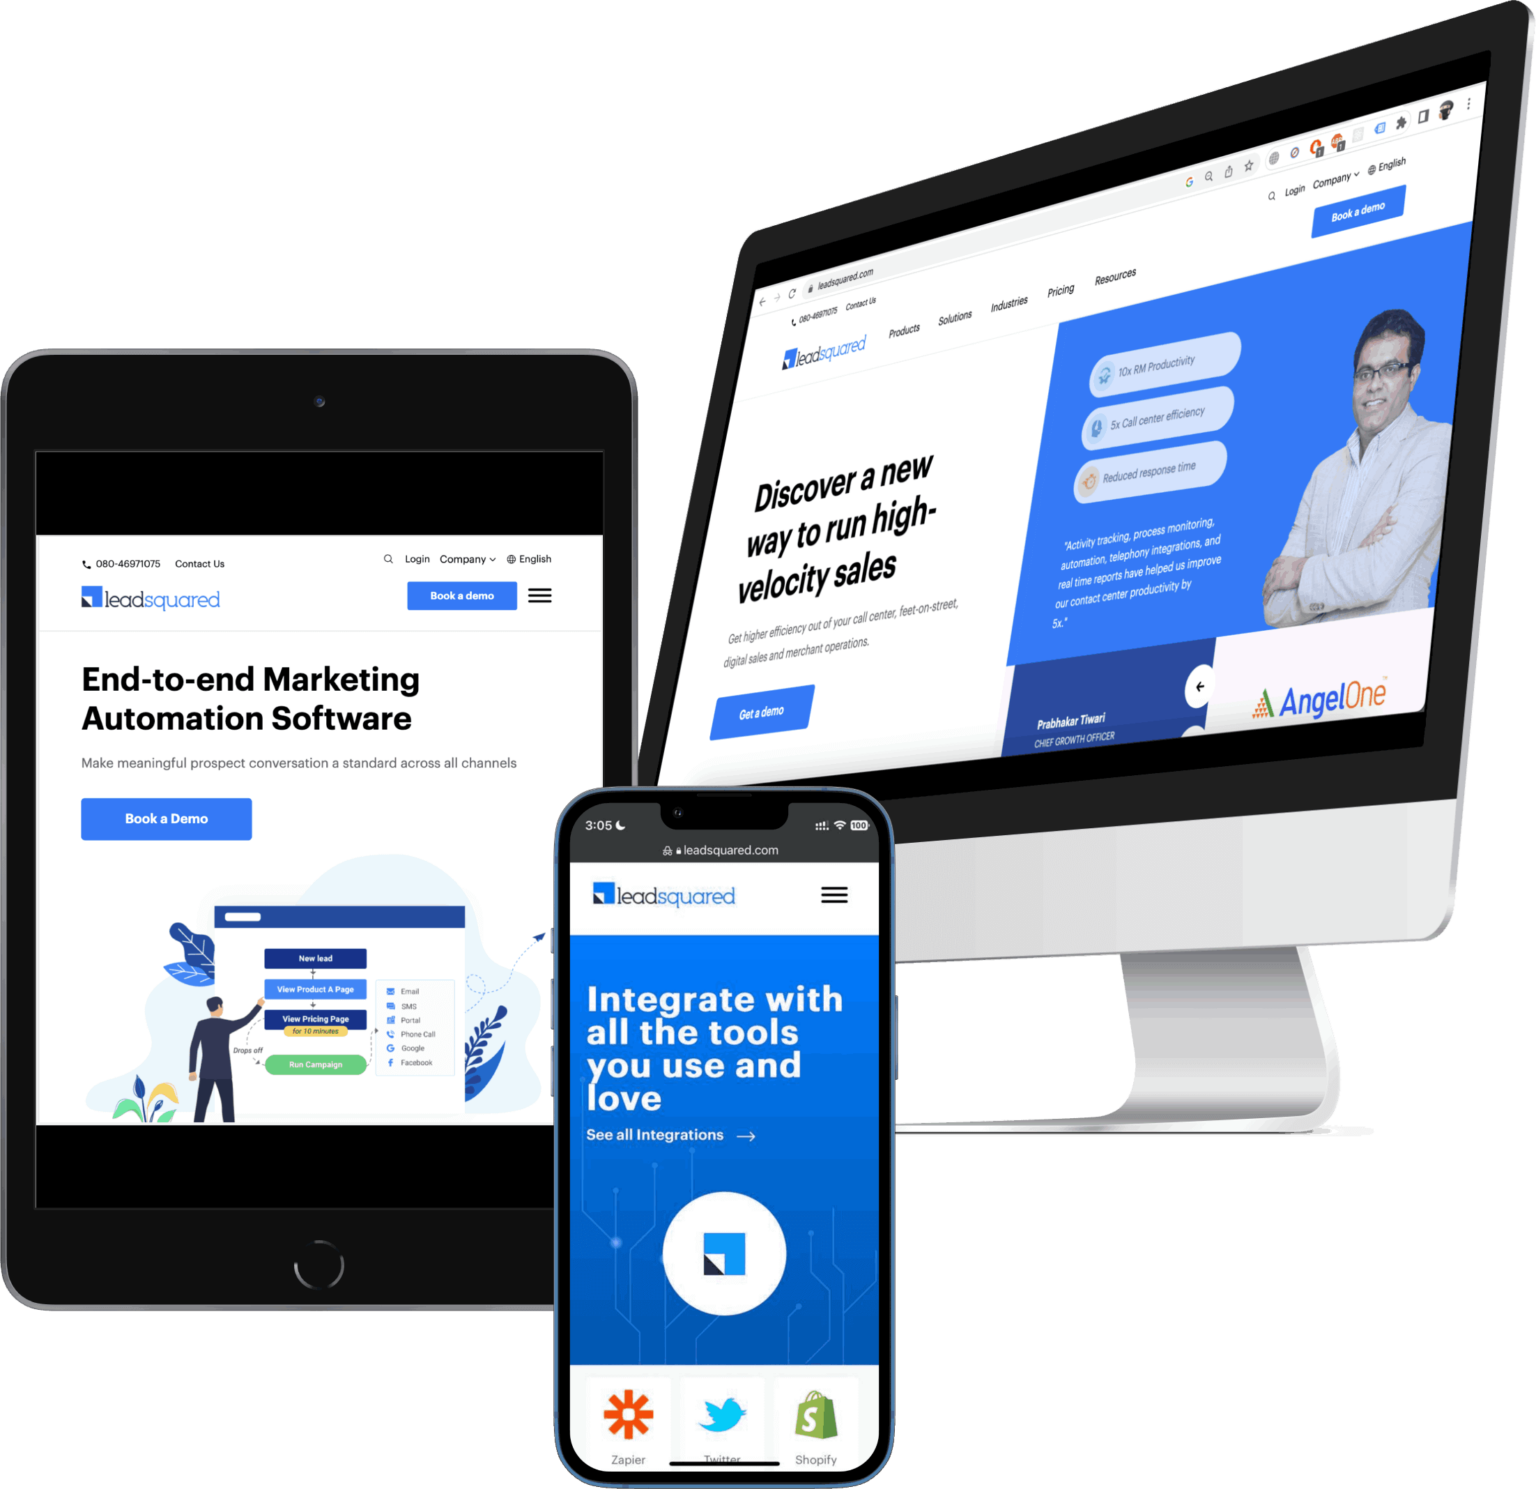 leadsquared.com
080-46971075 Contact Us
Login Company English
leadsquared
Products Solutions Industries Pricing Resources
Book a demo
Discover a new
way to run high-
velocity sales
Get higher efficiency out of your call center, feet-on-street,
digital sales and merchant operations.
Get a demo
10x RM Productivity
5x Call center efficiency
Reduced response time
"Activity tracking, process monitoring,
automation, telephony integrations, and
real time reports have helped us improve
our contact center productivity by
5x."
Prabhakar Tiwari
CHIEF GROWTH OFFICER
AngelOne
080-46971075 Contact Us
Login Company English
leadsquared
Book a demo
End-to-end Marketing
Automation Software
Make meaningful prospect conversation a standard across all channels
Book a Demo
New lead
View Product A Page
View Pricing Page
for 10 minutes
Drops off
Run Campaign
Email
SMS
Portal
Phone Call
Google
Facebook
3:05
100
leadsquared.com
leadsquared
Integrate with
all the tools
you use and
love
See all Integrations
Zapier Twitter Shopify